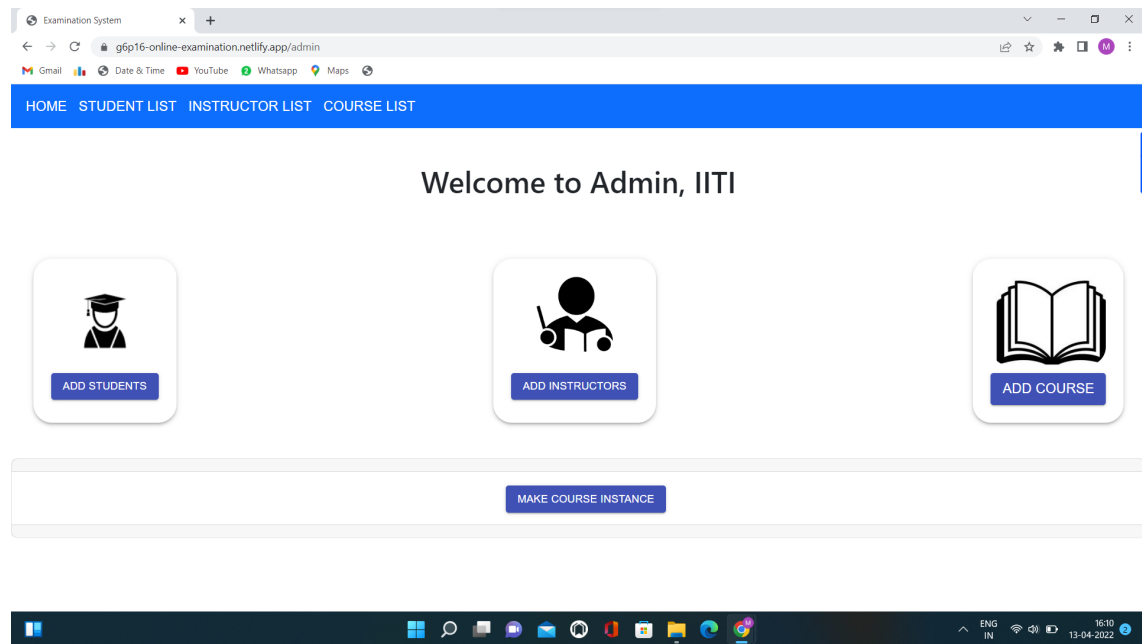 Examination System
g6p16-online-examination.netlify.app/admin
M
Gmail Date & Time YouTube 2 Whatsapp Maps
HOME STUDENT LIST INSTRUCTOR LIST COURSE LIST
Welcome to Admin, IITI
ADD STUDENTS ADD INSTRUCTORS ADD COURSE
MAKE COURSE INSTANCE
ENG 16:10
IN 13-04-2022 2